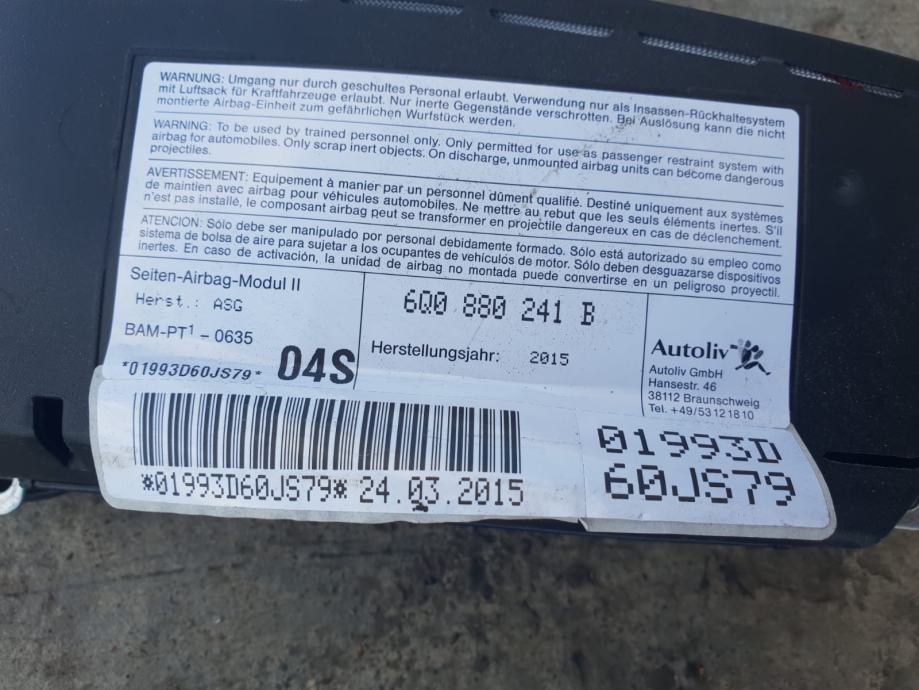 WARNUNG: Umgang nur durch geschultes Personal erlaubt. Verwendung nur als Insassen-Rückhaltesystem
mit Luftsack für Kraftfahrzeuge erlaubt. Nur inerte Gegenstände verschrotten. Bei Auslösung kann die nicht
montierte Airbag-Einheit zum gefährlichen Wurfstück werden.
WARNING: To be used by trained personnel only. Only permitted for use as passenger restraint system with
airbag for automobiles. Only scrap inert objects. On discharge, unmounted airbag units can become dangerous
projectiles.
AVERTISSEMENT: Equipement à manier par un personnel dûment qualifié. Destiné uniquement aux systèmes
de maintien avec airbag pour véhicules automobiles. Ne mettre au rebut que les seuls éléments inertes. S'il
n'est pas installé, le composant airbag peut se transformer en projectile dangereux en cas de déclenchement.
ATENCION: Sólo debe ser manipulado por personal debidamente formado. Sólo está autorizado su empleo como
sistema de bolsa de aire para sujetar a los ocupantes de vehículos de motor. Sólo deben desguazarse dispositivos
inertes. En caso de activación, la unidad de airbag no montada puede convertirse en un peligroso proyectil.
Seiten-Airbag-Modul II
Herst.: ASG
BAM-PT¹ - 0635
*01993D60JS79* 04S
6Q0 880 241 B
Herstellungsjahr: 2015
Autoliv
Autoliv GmbH
Hansestr. 46
38112 Braunschweig
Tel. +49/5312 18 10
*01993D60JS79* 24.03.2015
01993D
60JS79